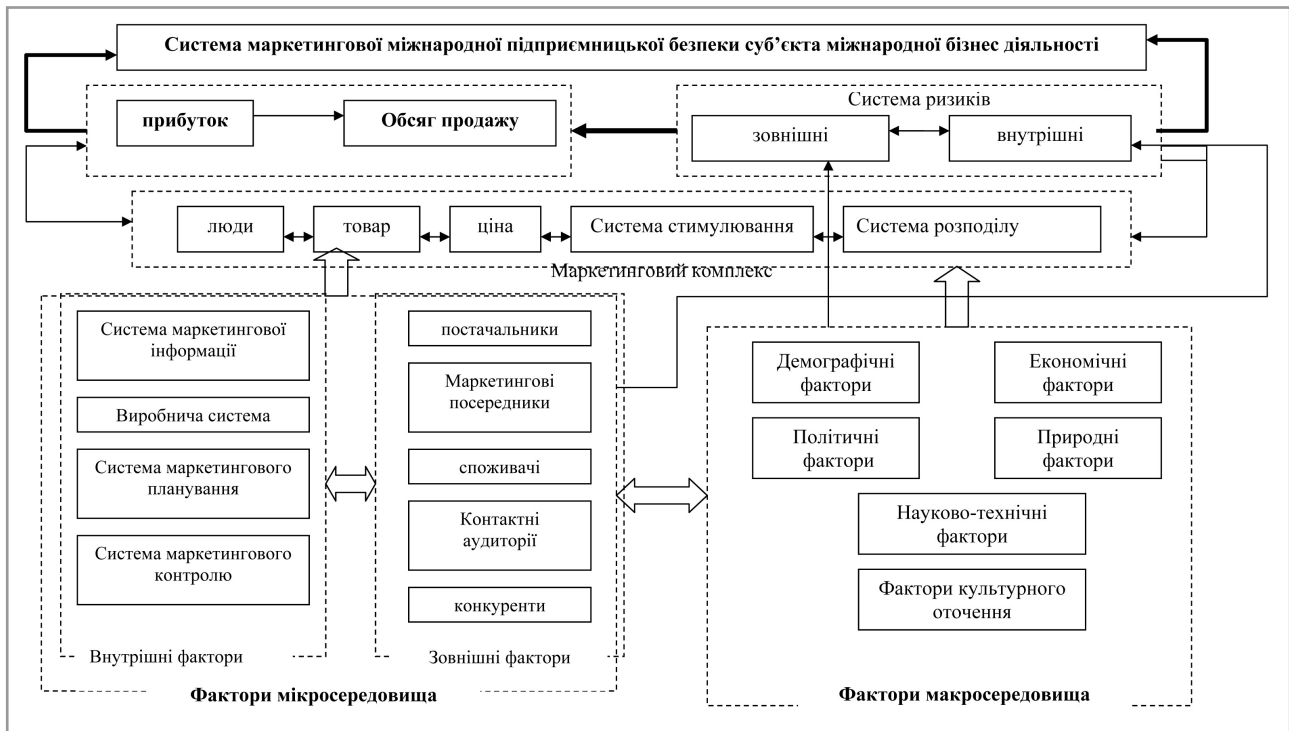 Система маркетингової міжнародної підприємницької безпеки суб’єкта міжнародної бізнес діяльності
прибуток
Обсяг продажу
Система ризиків
зовнішні
внутрішні
люди
товар
ціна
Система стимулювання
Система розподілу
Маркетинговий комплекс
Система маркетингової
інформації
Виробнича система
Система маркетингового
планування
Система маркетингового
контролю
Внутрішні фактори
постачальники
Маркетингові
посередники
споживачі
Контактні
аудиторії
конкуренти
Зовнішні фактори
Фактори мікросередовища
Демографічні
фактори
Економічні
фактори
Політичні
фактори
Природні
фактори
Науково-технічні
фактори
Фактори культурного
оточення
Фактори макросередовища